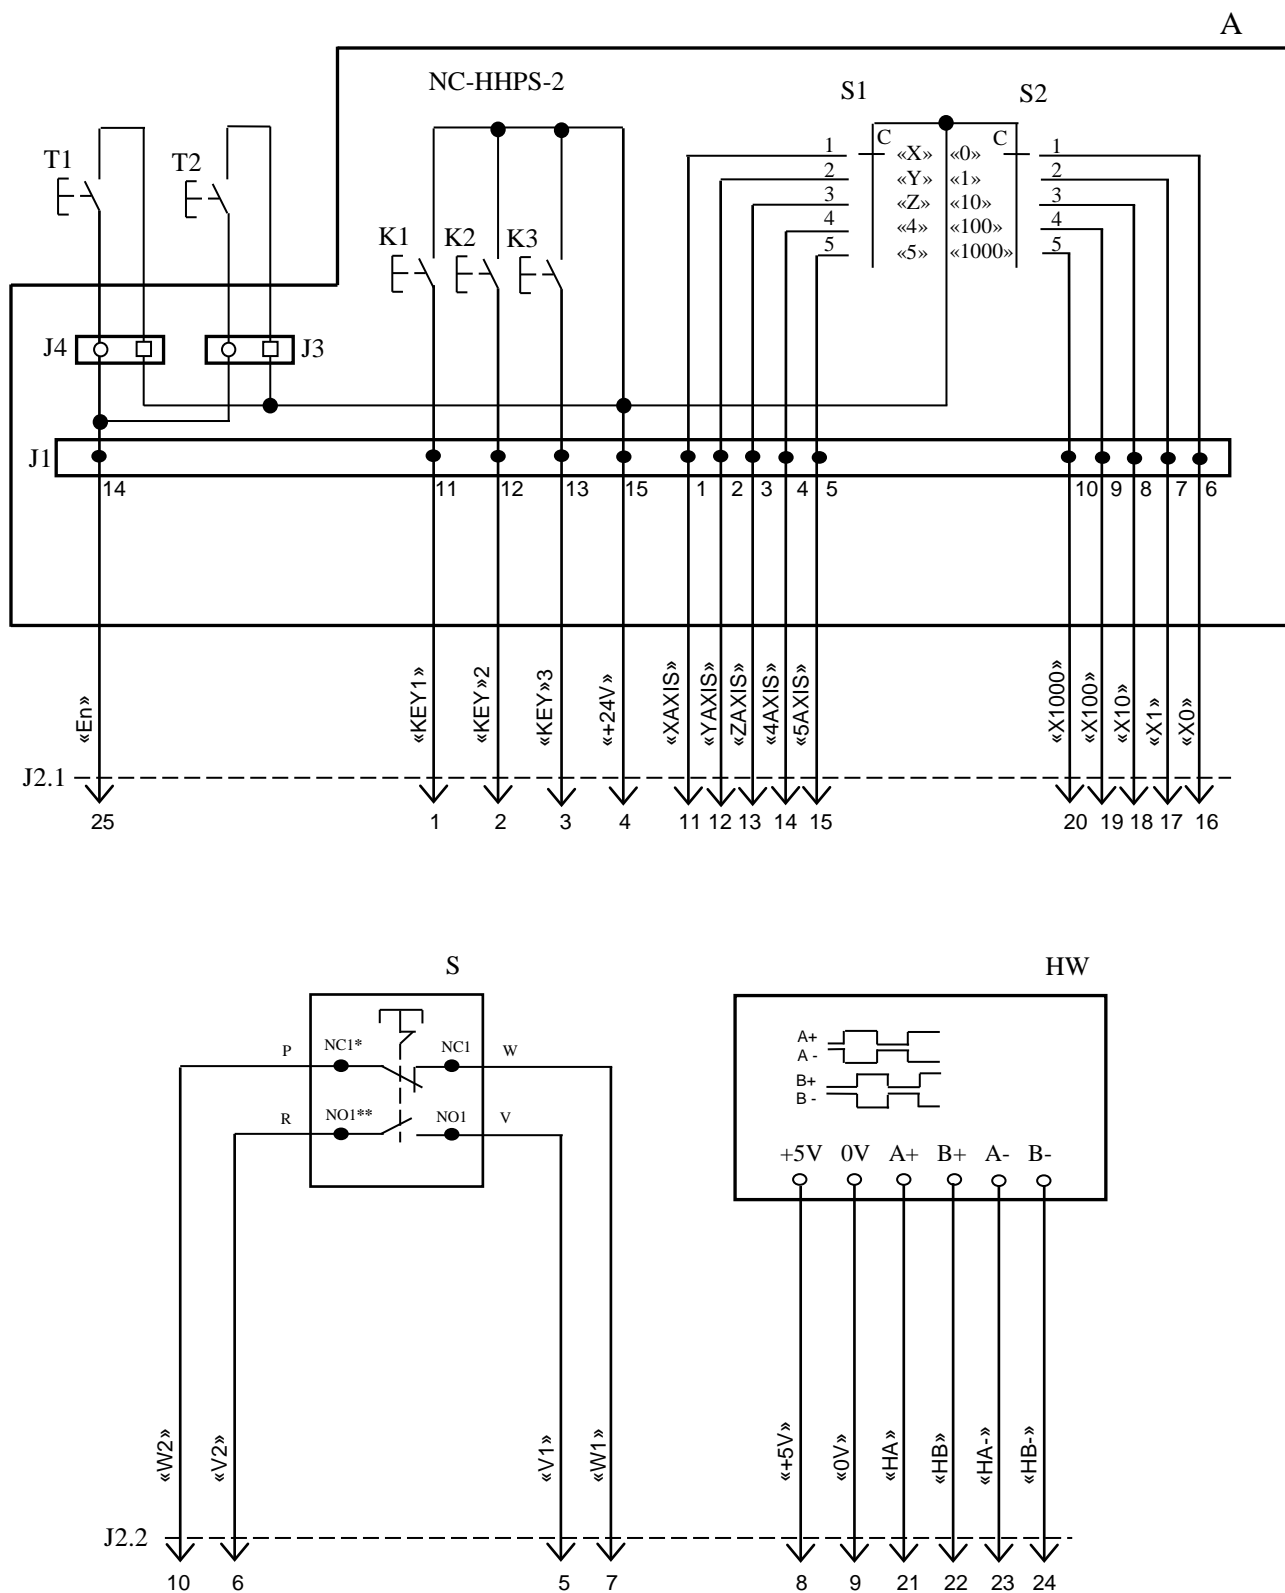 A
NC-HHPS-2
S1 S2
C C
1 «X» «0» 1
2 «Y» «1» 2
3 «Z» «10» 3
4 «4» «100» 4
5 «5» «1000» 5
T1 T2
K1 K2 K3
J4 J3
J1
14 11 12 13 15 1 2 3 4 5 10 9 8 7 6
«En» «KEY1» «KEY»2 «KEY»3 «+24V» «XAXIS» «YAXIS» «ZAXIS» «4AXIS» «5AXIS» «X1000» «X100» «X10» «X1» «X0»
J2.1
25 1 2 3 4 11 12 13 14 15 20 19 18 17 16
S HW
P NC1* NC1 W
R NO1** NO1 V
A+
A -
B+
B -
+5V 0V A+ B+ A- B-
«W2» «V2» «V1» «W1» «+5V» «0V» «HA» «HB» «HA-» «HB-»
J2.2
10 6 5 7 8 9 21 22 23 24